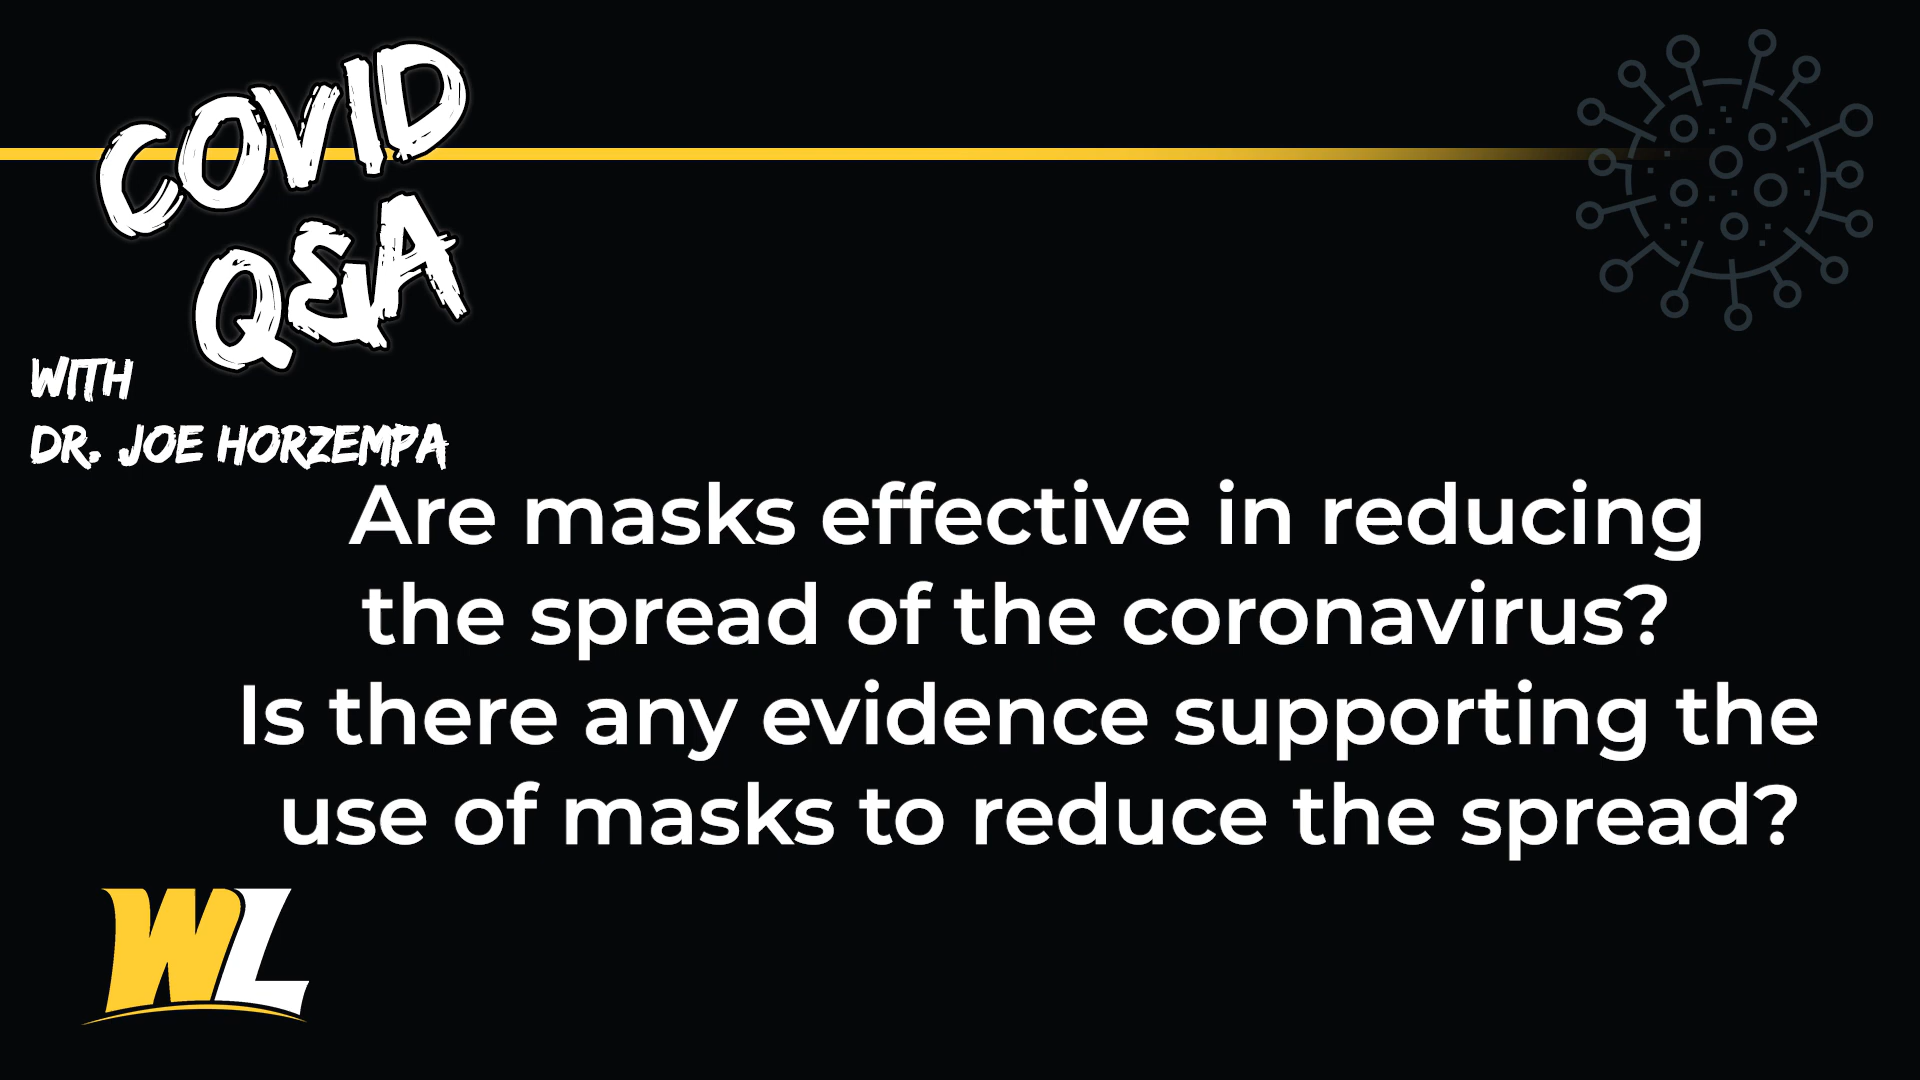 COVID
Q&A
WITH
DR. JOE HORZEMPA
Are masks effective in reducing
the spread of the coronavirus?
Is there any evidence supporting the
use of masks to reduce the spread?
WL